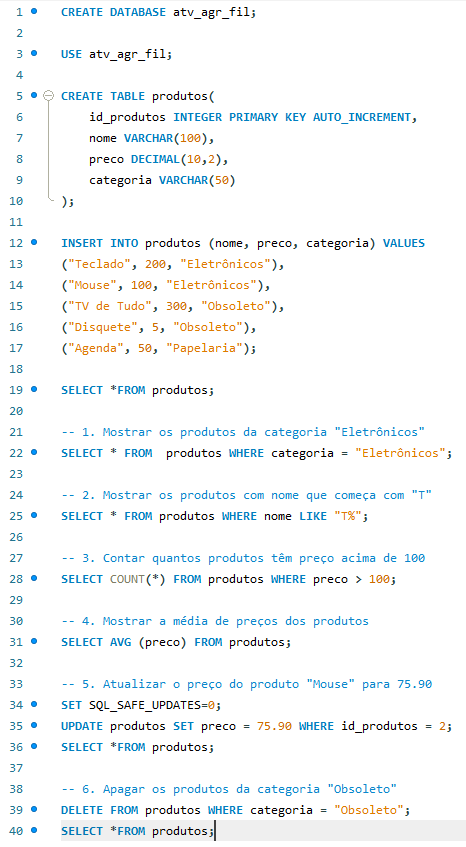 1 CREATE DATABASE atv_agr_fil;
2
3 USE atv_agr_fil;
4
5 CREATE TABLE produtos(
6 id_produtos INTEGER PRIMARY KEY AUTO_INCREMENT,
7 nome VARCHAR(100),
8 preco DECIMAL(10,2),
9 categoria VARCHAR(50)
10 );
11
12 INSERT INTO produtos (nome, preco, categoria) VALUES
13 ("Teclado", 200, "Eletrônicos"),
14 ("Mouse", 100, "Eletrônicos"),
15 ("TV de Tudo", 300, "Obsoleto"),
16 ("Disquete", 5, "Obsoleto"),
17 ("Agenda", 50, "Papelaria");
18
19 SELECT *FROM produtos;
20
21 -- 1. Mostrar os produtos da categoria "Eletrônicos"
22 SELECT * FROM  produtos WHERE categoria = "Eletrônicos";
23
24 -- 2. Mostrar os produtos com nome que começa com "T"
25 SELECT * FROM produtos WHERE nome LIKE "T%";
26
27 -- 3. Contar quantos produtos têm preço acima de 100
28 SELECT COUNT(*) FROM produtos WHERE preco > 100;
29
30 -- 4. Mostrar a média de preços dos produtos
31 SELECT AVG (preco) FROM produtos;
32
33 -- 5. Atualizar o preço do produto "Mouse" para 75.90
34 SET SQL_SAFE_UPDATES=0;
35 UPDATE produtos SET preco = 75.90 WHERE id_produtos = 2;
36 SELECT *FROM produtos;
37
38 -- 6. Apagar os produtos da categoria "Obsoleto"
39 DELETE FROM produtos WHERE categoria = "Obsoleto";
40 SELECT *FROM produtos;